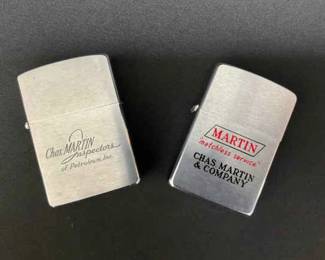 Chas. MARTIN
Inspectors
of Petroleum, Inc.
MARTIN
matchless service
CHAS. MARTIN
& COMPANY